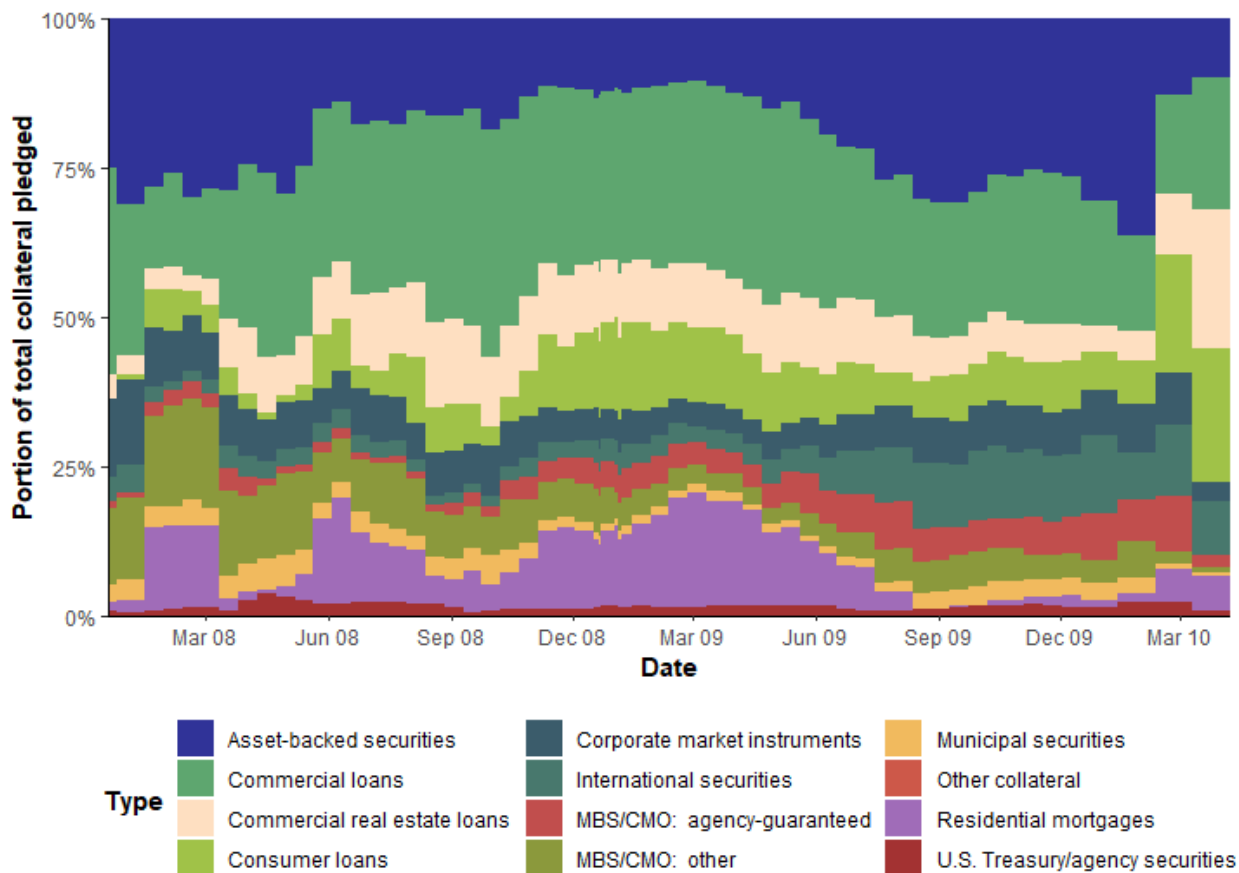 100%
75%
50%
25%
0%
Portion of total collateral pledged
Mar 08 Jun 08 Sep 08 Dec 08 Mar 09 Jun 09 Sep 09 Dec 09 Mar 10
Date
Type
Asset-backed securities
Commercial loans
Commercial real estate loans
Consumer loans
Corporate market instruments
International securities
MBS/CMO: agency-guaranteed
MBS/CMO: other
Municipal securities
Other collateral
Residential mortgages
U.S. Treasury/agency securities